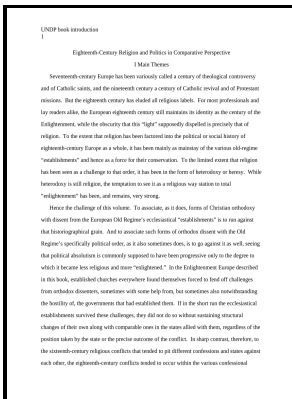 UNDP book introduction
1
Eighteenth-Century Religion and Politics in Comparative Perspective
I Main Themes
Seventeenth-century Europe has been variously called a century of theological controversy
and of Catholic saints, and the nineteenth century a century of Catholic revival and of Protestant
missions. But the eighteenth century has eluded all religious labels. For most professionals and
lay readers alike, the European eighteenth still maintains its identity as the century of the
Enlightenment, while the obscurity that this "light" supposedly dispelled is precisely that of
religion. To the extent that religion has been factored into the political or social history of
eighteenth-century Europe as a whole, it has been mainly as mainstay of the various old-regime
"establishments" and hence as a force for their conservation. To the limited extent that religion
has been seen as a challenge to that order, it has been in the form of heterodoxy or heresy. While
heterodoxy is still religion, the temptation to see it as a religious way station to total
"enlightenment" has been, and remains, very strong.
Hence the challenge of this volume. To associate, as it does, forms of Christian orthodoxy
with dissent from the European Old Regime's ecclesiastical "establishments" is to run against
that historiographical grain. And to associate such forms of orthodox dissent with the Old
Regime's specifically political order, as it also sometimes does, is to go against it as well, seeing
that political absolutism is commonly supposed to have been progressive only to the degree to
which it became less religious and more "enlightened." In the Enlightenment Europe described
in this book, established churches everywhere found themselves forced to fend off challenges
from orthodox dissenters, sometimes with some help from, but sometimes also notwithstanding
the hostility of, the governments that had established them. If in the short run the ecclesiastical
establishments survived these challenges, they did not do so without sustaining structural
changes of their own along with comparable ones in the states allied with them, regardless of the
position taken by the state or the precise outcome of the conflict. In sharp contrast, therefore, to
the sixteenth-century religious conflicts that tended to pit different confessions and states against
each other, the eighteenth-century conflicts tended to occur within the various confessional